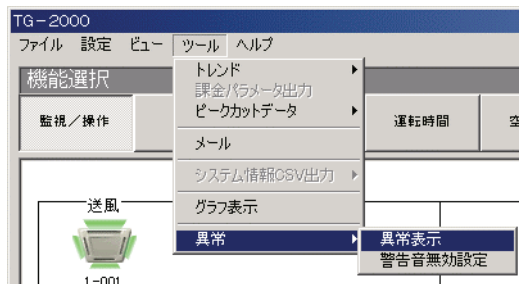 TG-2000
ファイル 設定 ビュー ツール ヘルプ
機能選択
トレンド
課金パラメータ出力
ピークカットデータ
監視/操作
運転時間
空
メール
システム情報CSV出力
送風
グラフ表示
異常
異常表示
警告音無効設定
1-001